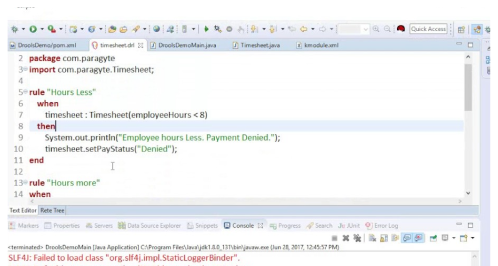 Quick Access
DroolsDemo/pom.xml
timesheet.drl
DroolsDemoMain.java
Timesheet.java
kmodule.xml
2 package com.paragyte
3 import com.paragyte.Timesheet;
4
5 rule "Hours Less"
6 when
7 timesheet : Timesheet(employeeHours < 8)
8 then
9 System.out.println("Employee hours Less. Payment Denied.");
10 timesheet.setPayStatus("Denied");
11 end
12
13 rule "Hours more"
14 when
Text Editor Rete Tree
Markers Properties Servers Data Source Explorer Snippets Console Progress Search JUnit Error Log
<terminated> DroolsDemoMain [Java Application] C:\Program Files\Java\jdk1.8.0_131\bin\javaw.exe (Jun 28, 2017, 12:45:57 PM)
SLF4J: Failed to load class "org.slf4j.impl.StaticLoggerBinder".